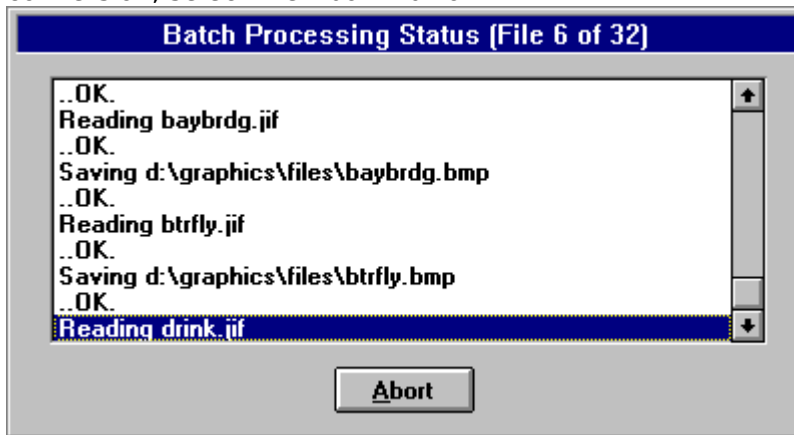 Batch Processing Status (File 6 of 32)
..OK.
Reading baybrdg.jif
..OK.
Saving d:\graphics\files\baybrdg.bmp
..OK.
Reading btrfly.jif
..OK.
Saving d:\graphics\files\btrfly.bmp
..OK.
Reading drink.jif
Abort